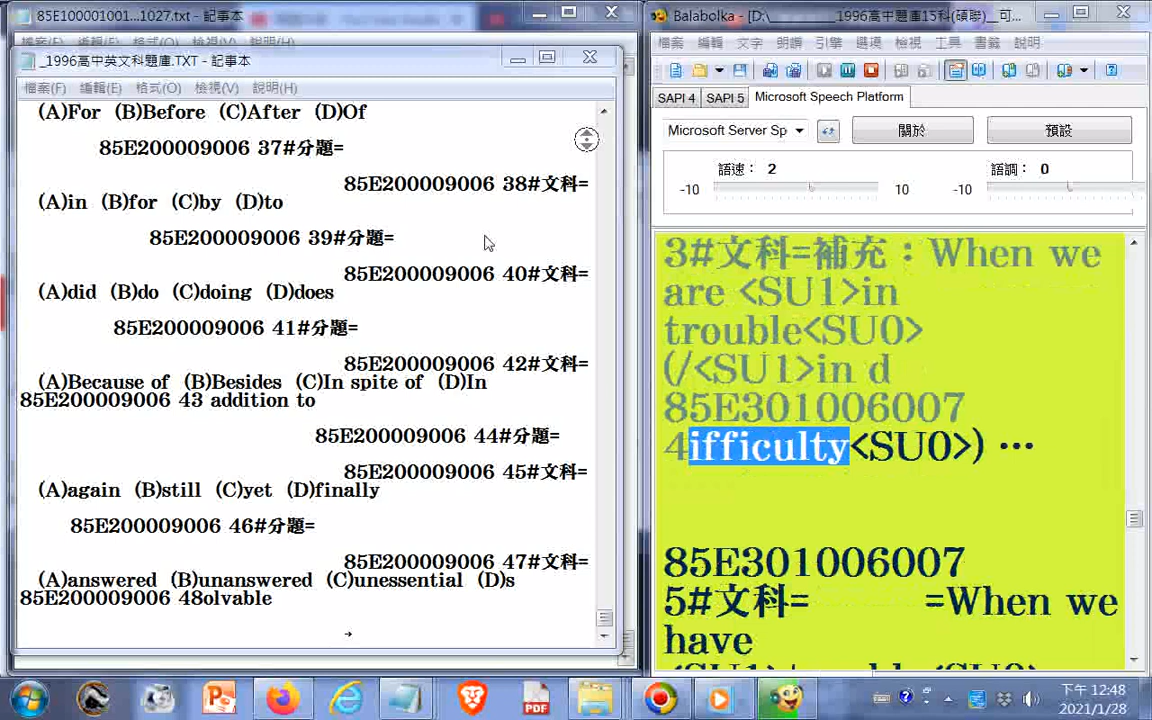 85E100001001...1027.txt - 記事本
_1996高中英文科題庫.TXT - 記事本
檔案(F) 編輯(E) 格式(O) 檢視(V) 說明(H)
(A)For (B)Before (C)After (D)Of
85E200009006 37#分題=
85E200009006 38#文科=
(A)in (B)for (C)by (D)to
85E200009006 39#分題=
85E200009006 40#文科=
(A)did (B)do (C)doing (D)does
85E200009006 41#分題=
85E200009006 42#文科=
(A)Because of (B)Besides (C)In spite of (D)In
85E200009006 43 addition to
85E200009006 44#分題=
85E200009006 45#文科=
(A)again (B)still (C)yet (D)finally
85E200009006 46#分題=
85E200009006 47#文科=
(A)answered (B)unanswered (C)unessential (D)s
85E200009006 48olvable
Balabolka - [D:\________1996高中題庫15科(碩聯)__可...
檔案 編輯 文字 朗讀 引擎 選項 檢視 工具 書籤 說明
SAPI 4 SAPI 5 Microsoft Speech Platform
Microsoft Server Sp 關於 預設
語速： 2 語調： 0
-10 10 -10
3#文科=補充：When we
are <SU1>in
trouble<SU0>
(/<SU1>in d
85E301006007
4ifficulty<SU0>) …
85E301006007
5#文科= =When we
have
PDF
下午 12:48
2021/1/28